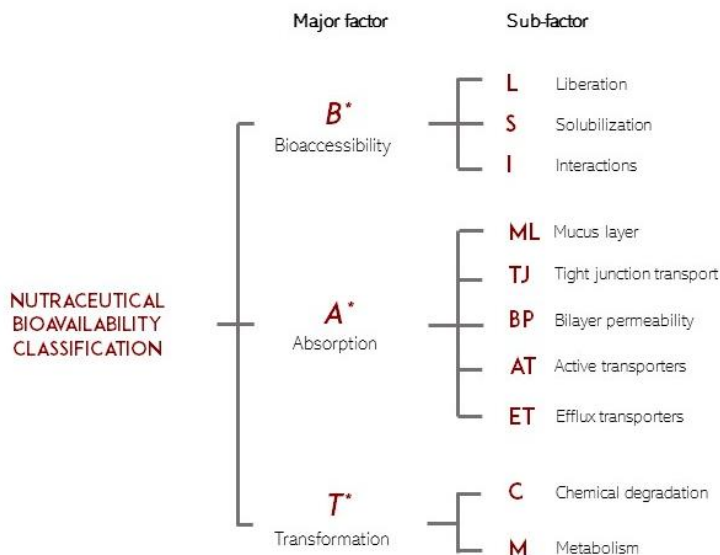 Major factor Sub-factor
L Liberation
B*
S Solubilization
Bioaccessibility
I Interactions
ML Mucus layer
TJ Tight junction transport
NUTRACEUTICAL
BIOAVAILABILITY
CLASSIFICATION
A*
Absorption
BP Bilayer permeability
AT Active transporters
ET Efflux transporters
T*
Transformation
C Chemical degradation
M Metabolism